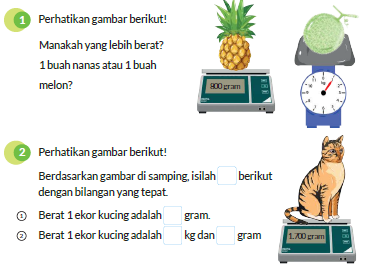 1 Perhatikan gambar berikut!
Manakah yang lebih berat?
1 buah nanas atau 1 buah
melon?
800 gram
2 Perhatikan gambar berikut!
Berdasarkan gambar di samping, isilah berikut
dengan bilangan yang tepat.
1 Berat 1 ekor kucing adalah gram.
2 Berat 1 ekor kucing adalah kg dan gram
1.700 gram